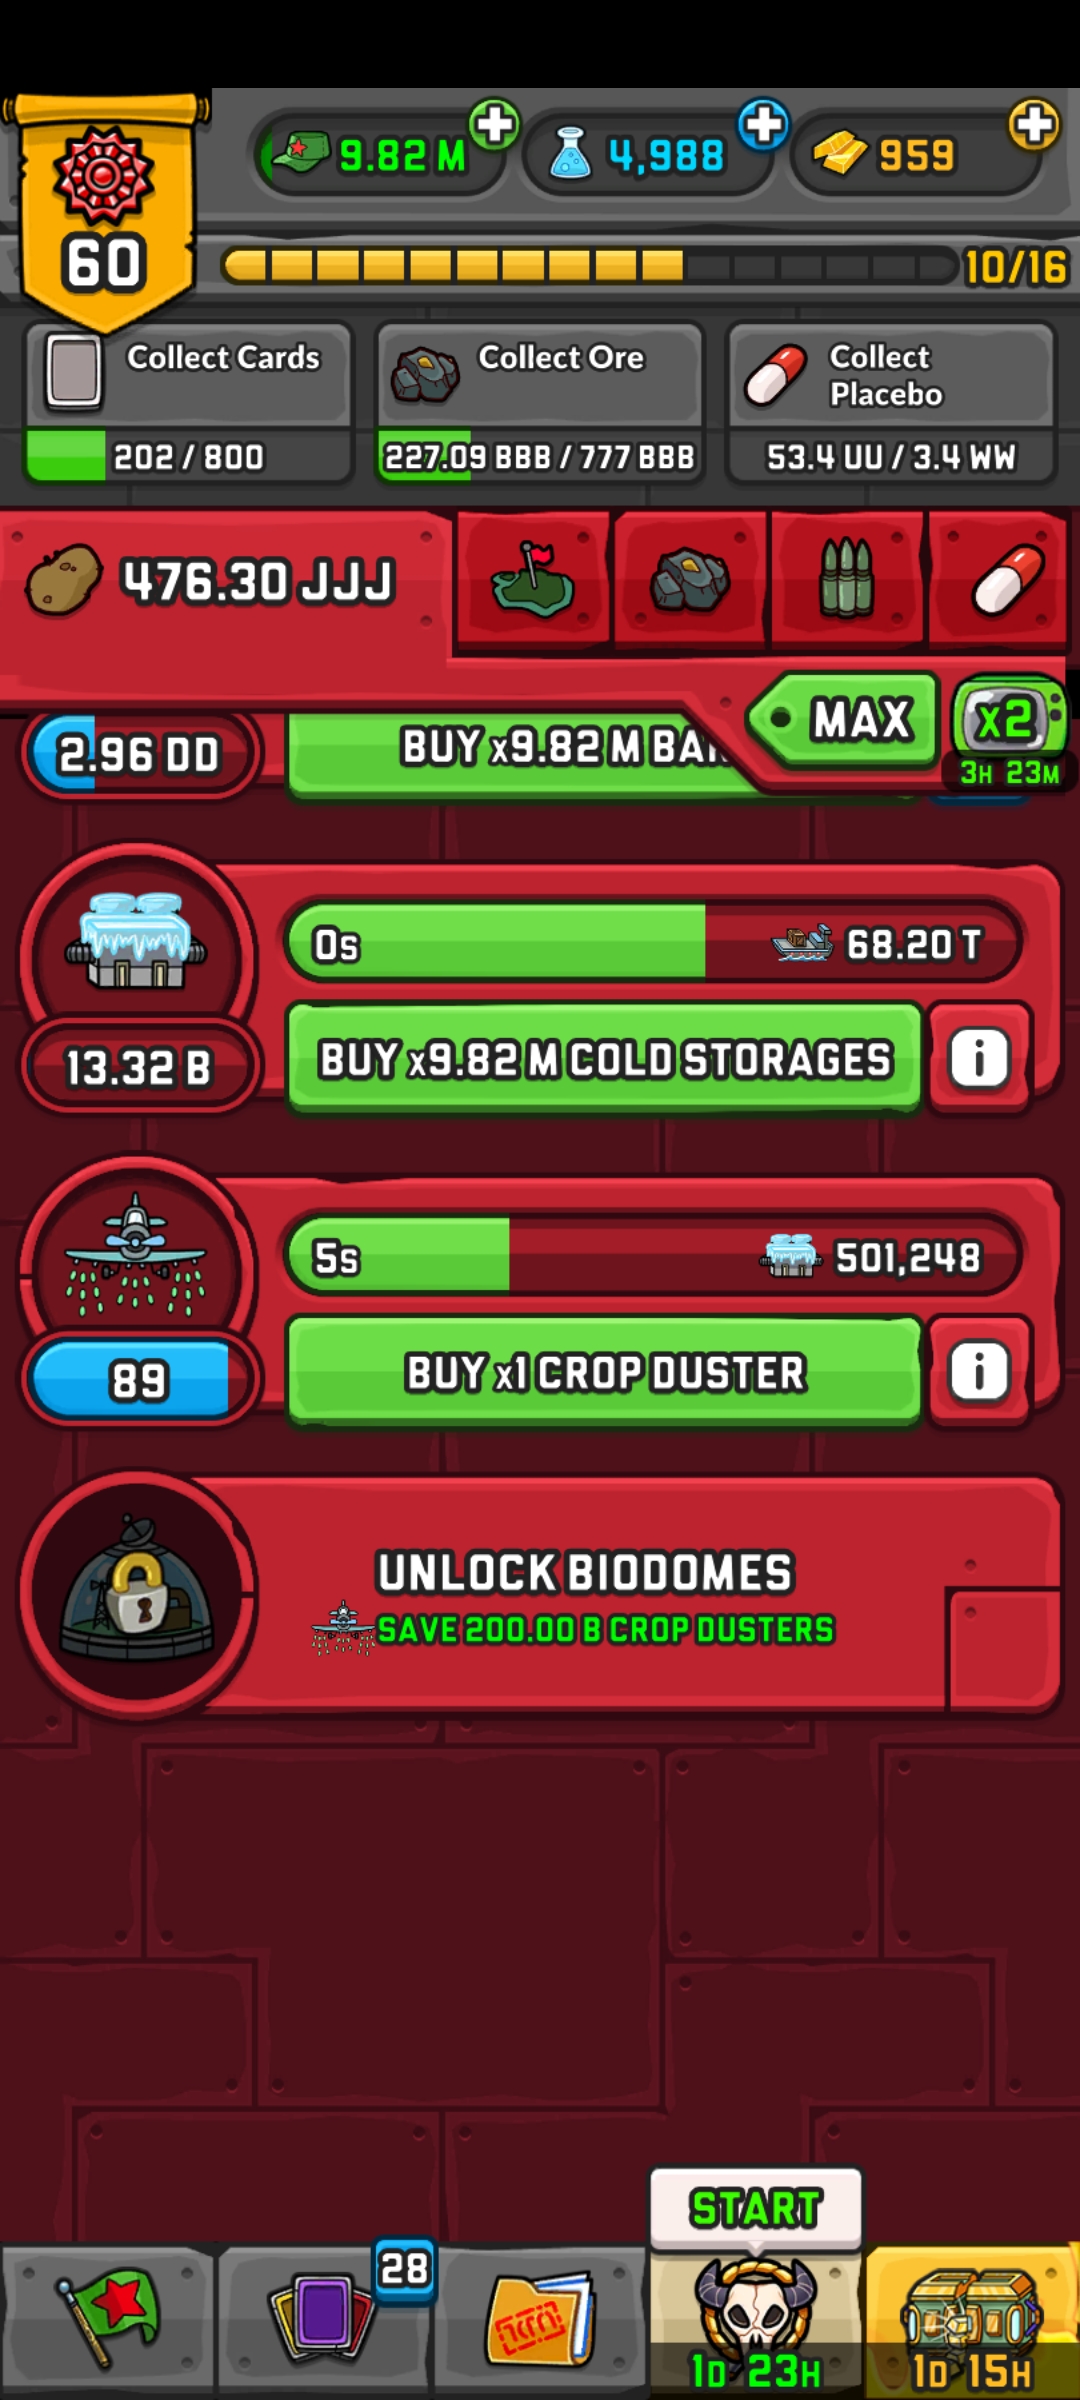 60
9.82 M
4,988
959
10/16
Collect Cards
202 / 800
Collect Ore
227.09 BBB / 777 BBB
Collect
Placebo
53.4 UU / 3.4 WW
476.30 JJJ
MAX
x2
3H 23M
2.96 DD
BUY x9.82 M
0s
68.20 T
13.32 B
BUY x9.82 M COLD STORAGES
i
5s
501,248
89
BUY x1 CROP DUSTER
i
UNLOCK BIODOMES
SAVE 200.00 B CROP DUSTERS
START
28
1D 23H
1D 15H